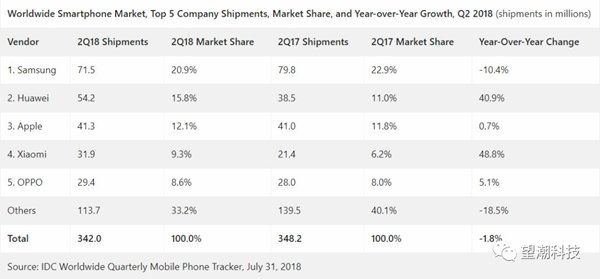 Worldwide Smartphone Market, Top 5 Company Shipments, Market Share, and Year-over-Year Growth, Q2 2018 (shipments in millions)
Vendor 2Q18 Shipments 2Q18 Market Share 2Q17 Shipments 2Q17 Market Share Year-Over-Year Change
1. Samsung 71.5 20.9% 79.8 22.9% -10.4%
2. Huawei 54.2 15.8% 38.5 11.0% 40.9%
3. Apple 41.3 12.1% 41.0 11.8% 0.7%
4. Xiaomi 31.9 9.3% 21.4 6.2% 48.8%
5. OPPO 29.4 8.6% 28.0 8.0% 5.1%
Others 113.7 33.2% 139.5 40.1% -18.5%
Total 342.0 100.0% 348.2 100.0% -1.8%
Source: IDC Worldwide Quarterly Mobile Phone Tracker, July 31, 2018
望潮科技